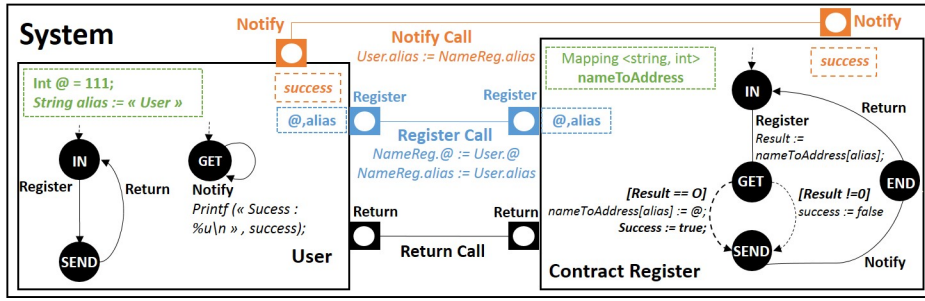 System
Notify
Notify
Notify Call
User.alias := NameReg.alias
Int @ = 111;
String alias := « User »
success
Register
Register
@,alias
@,alias
Register Call
NameReg.@ := User.@
NameReg.alias := User.alias
IN
Register
Return
SEND
GET
Notify
Printf (« Sucess :
%u\n » , success);
User
Return
Return
Return Call
Mapping <string, int>
nameToAddress
success
IN
Return
Register
Result :=
nameToAddress[alias];
GET
END
[Result == O]
nameToAddress[alias] := @;
Success := true;
[Result !=0]
success := false
SEND
Notify
Contract Register